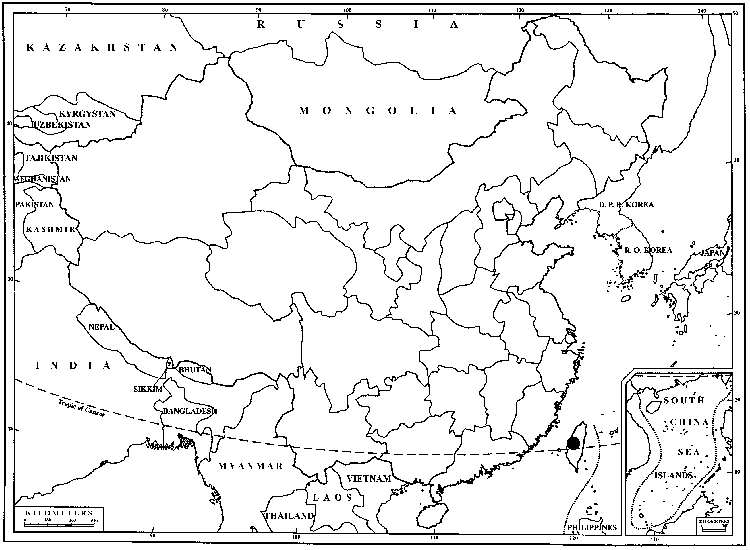 RUSSIA
KAZAKHSTAN
MONGOLIA
KYRGYSTAN
UZBEKISTAN
TAJIKISTAN
PAKISTAN
KASHMIR
D. P. R. KOREA
R. O. KOREA
JAPAN
NEPAL
INDIA
BHUTAN
SIKKIM
BANGLADESH
Tropic of Cancer
MYANMAR
VIETNAM
LAOS
THAILAND
PHILIPPINES
SOUTH
CHINA
SEA
ISLANDS
KILOMETERS